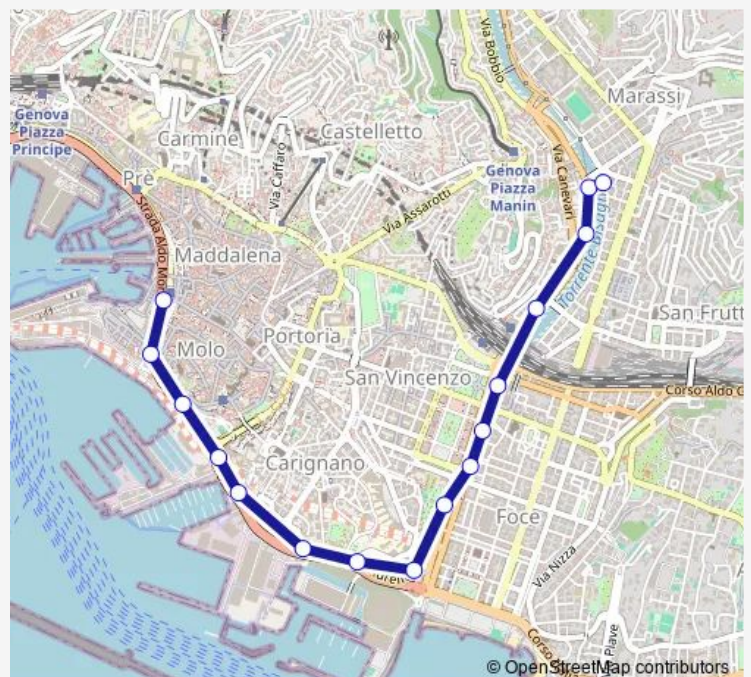 Via Bobbio
Marassi
Genova
Piazza
Principe
Carmine
Castelletto
Via Caffaro
Genova
Piazza
Manin
Via Canevari
Prè
Strada Aldo Mor
Via Assarotti
Torrente Bisagno
Maddalena
San Frutt
Molo
Portoria
San Vincenzo
Corso Aldo G
Carignano
Foce
Via Nizza
Piave
Corso
© OpenStreetMap contributors